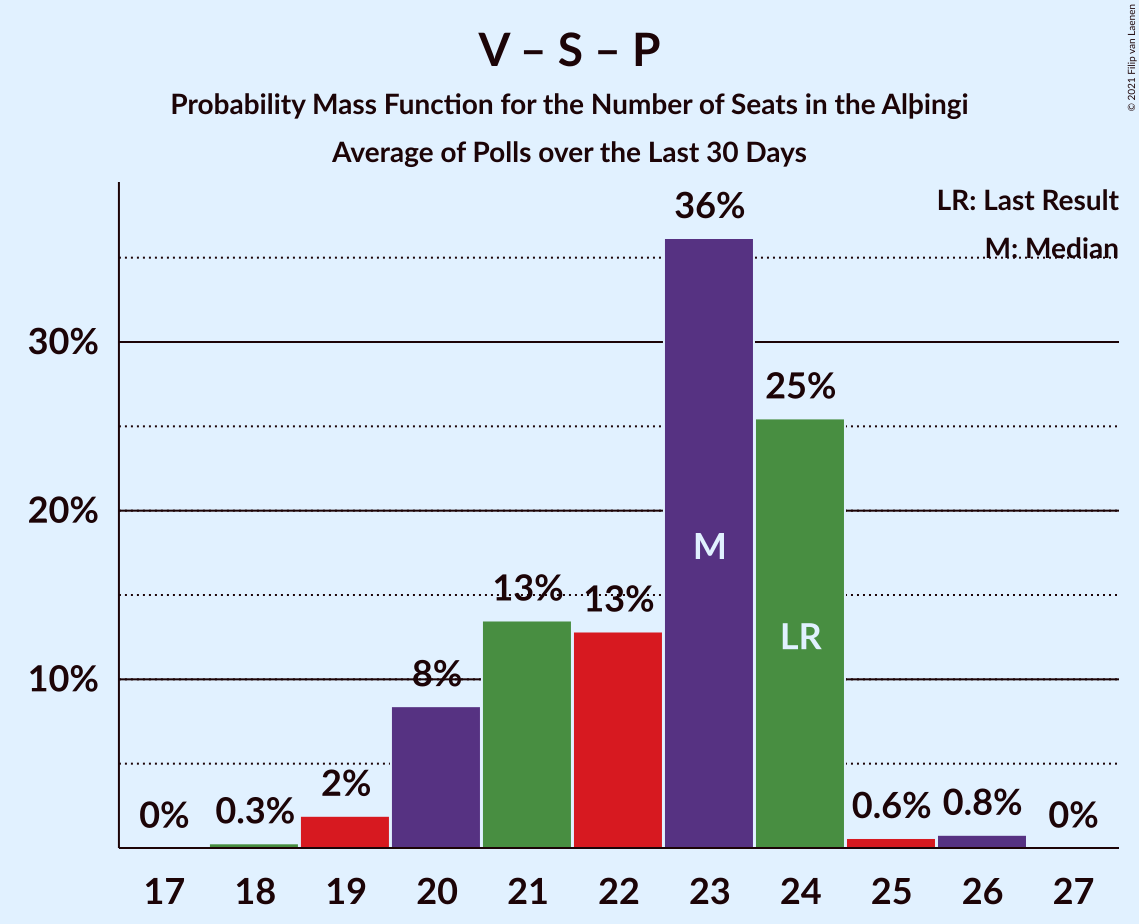 V – S – P
Probability Mass Function for the Number of Seats in the Alþingi
Average of Polls over the Last 30 Days
© 2021 Filip van Laenen
LR: Last Result
M: Median
36%
30%
25%
20%
M
13%
13%
LR
10%
8%
2%
0%
0.3%
0.6%
0.8%
0%
17 18 19 20 21 22 23 24 25 26 27